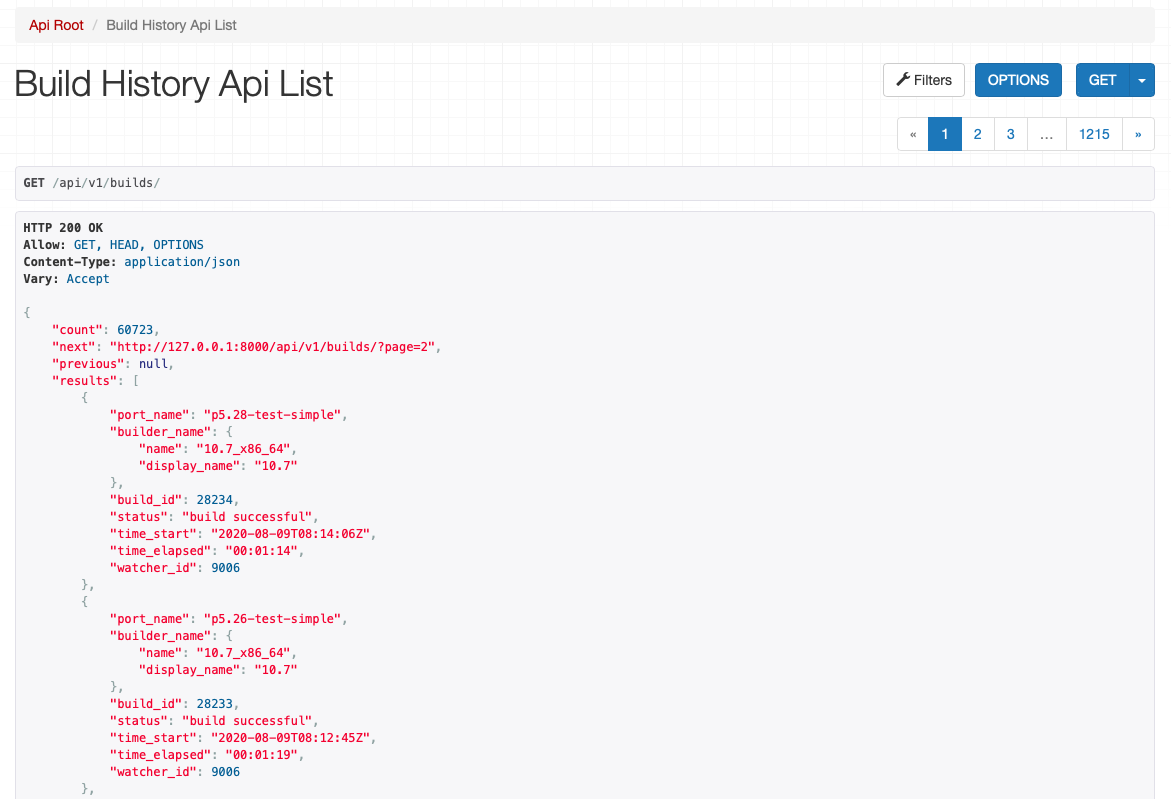 Api Root / Build History Api List
Build History Api List
Filters OPTIONS GET
« 1 2 3 … 1215 »
GET /api/v1/builds/
HTTP 200 OK
Allow: GET, HEAD, OPTIONS
Content-Type: application/json
Vary: Accept
{
    "count": 60723,
    "next": "http://127.0.0.1:8000/api/v1/builds/?page=2",
    "previous": null,
    "results": [
        {
            "port_name": "p5.28-test-simple",
            "builder_name": {
                "name": "10.7_x86_64",
                "display_name": "10.7"
            },
            "build_id": 28234,
            "status": "build successful",
            "time_start": "2020-08-09T08:14:06Z",
            "time_elapsed": "00:01:14",
            "watcher_id": 9006
        },
        {
            "port_name": "p5.26-test-simple",
            "builder_name": {
                "name": "10.7_x86_64",
                "display_name": "10.7"
            },
            "build_id": 28233,
            "status": "build successful",
            "time_start": "2020-08-09T08:12:45Z",
            "time_elapsed": "00:01:19",
            "watcher_id": 9006
        },